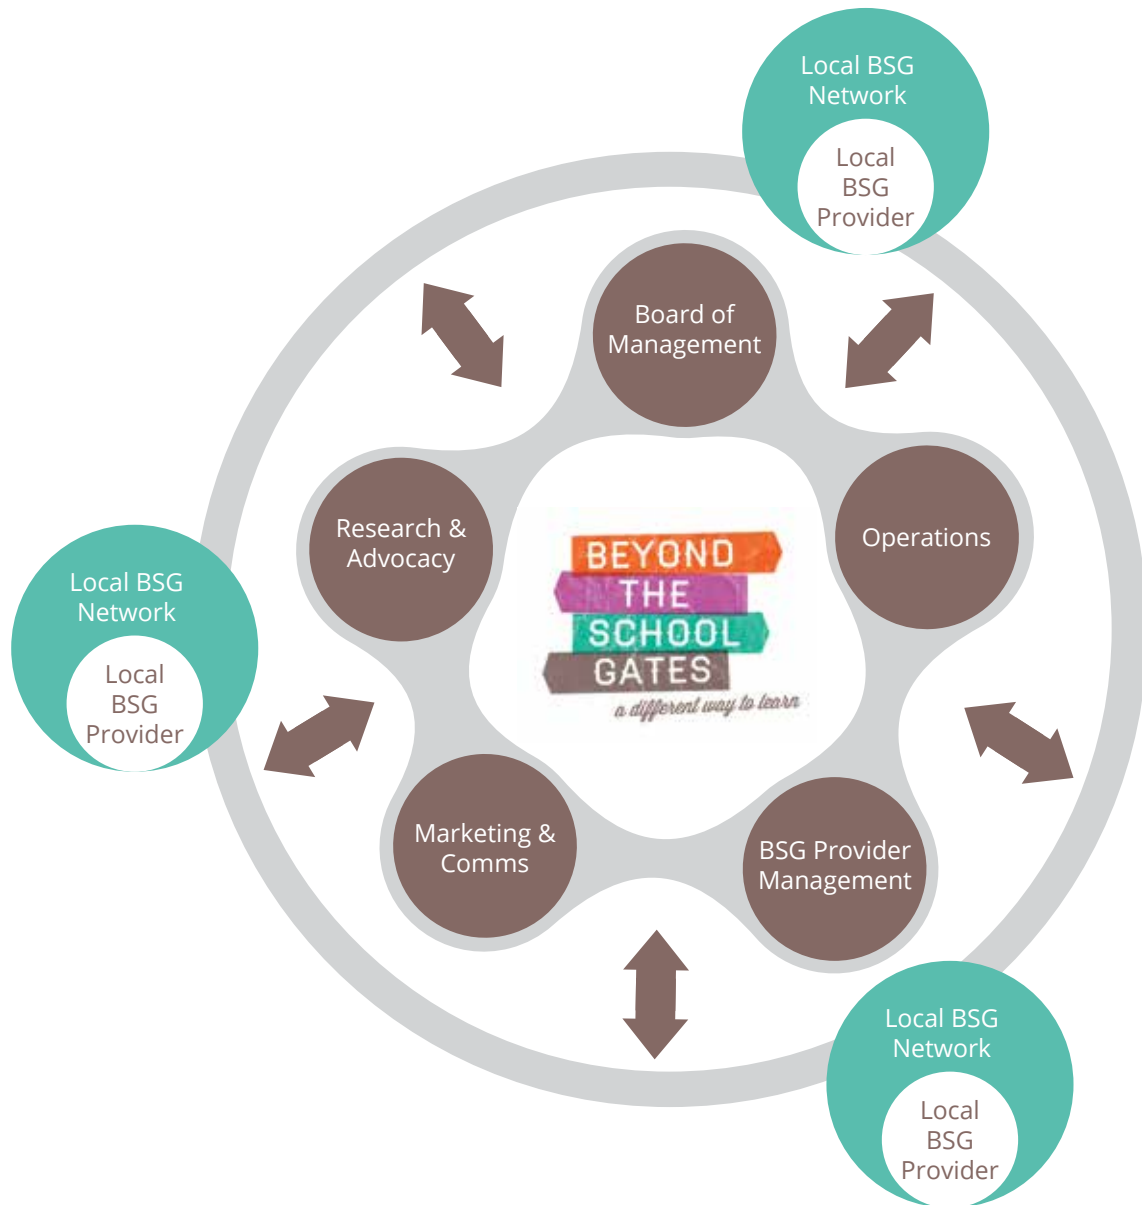 Local BSG
Network
Local
BSG
Provider
Board of
Management
Research &
Advocacy
Operations
BEYOND
THE
SCHOOL
GATES
a different way to learn
Local BSG
Network
Local
BSG
Provider
Marketing &
Comms
BSG Provider
Management
Local BSG
Network
Local
BSG
Provider